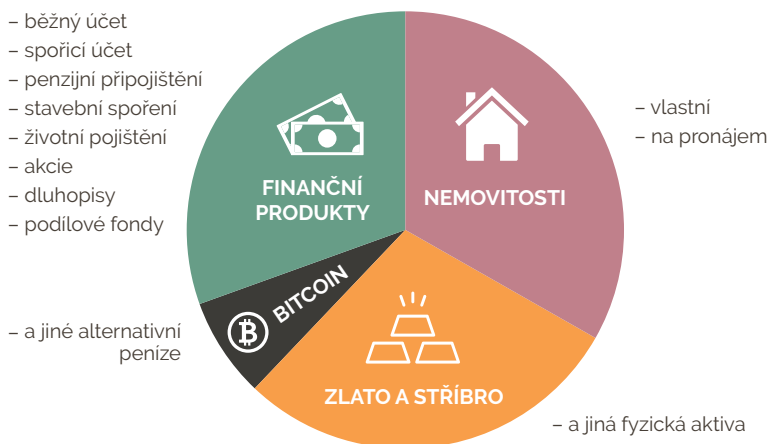 – běžný účet
– spořicí účet
– penzijní připojištění
– stavební spoření
– životní pojištění
– akcie
– dluhopisy
– podílové fondy
FINANČNÍ
PRODUKTY
NEMOVITOSTI
– vlastní
– na pronájem
BITCOIN
– a jiné alternativní
peníze
ZLATO A STŘÍBRO
– a jiná fyzická aktiva